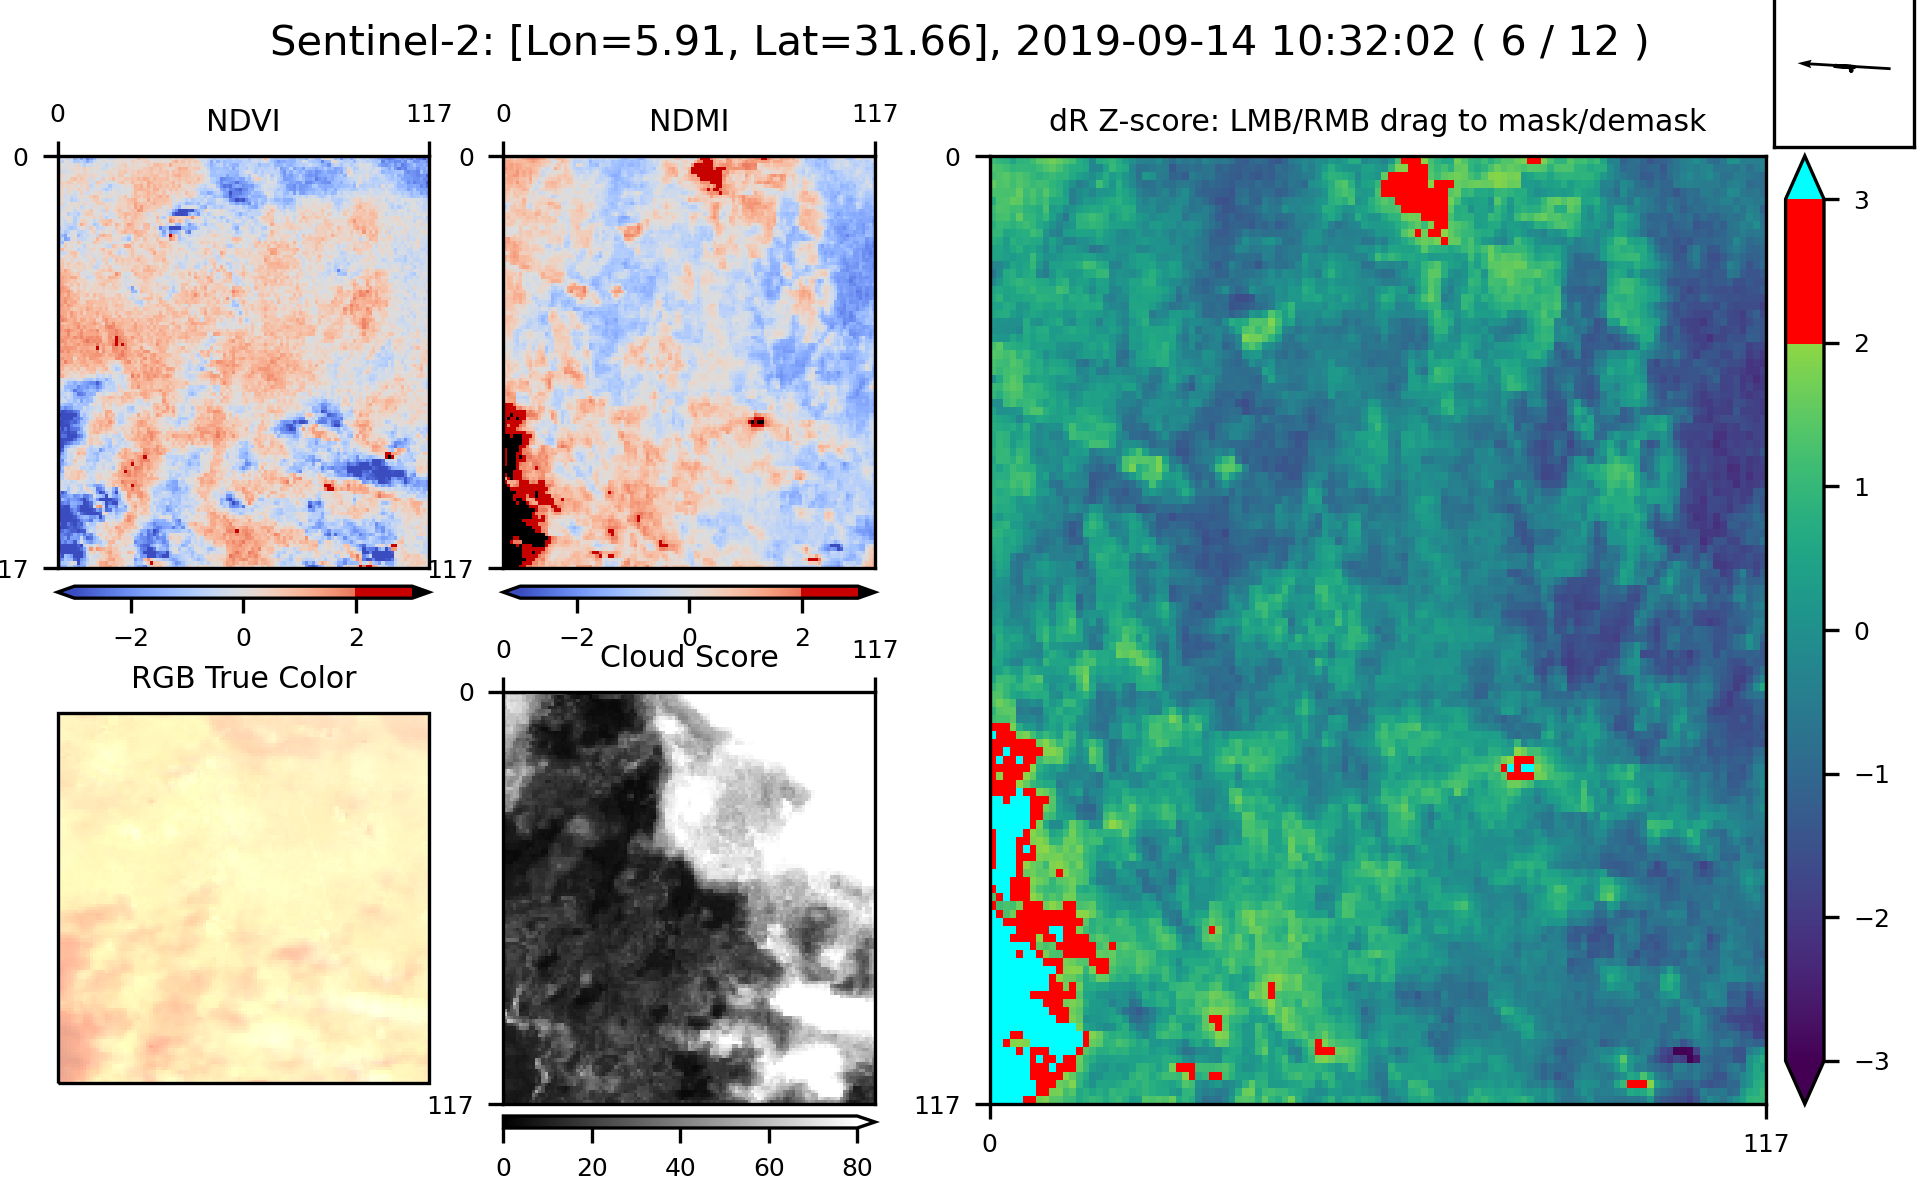 Sentinel-2: [Lon=5.91, Lat=31.66], 2019-09-14 10:32:02 ( 6 / 12 )
0 NDVI 117
0 NDMI 117
dR Z-score: LMB/RMB drag to mask/demask
0
0
0
3
2
1
0
−1
−2
−3
17
117
−2 0 2
−2 0 2
RGB True Color
0 Cloud Score 117
0
117
0 20 40 60 80
117
0 117